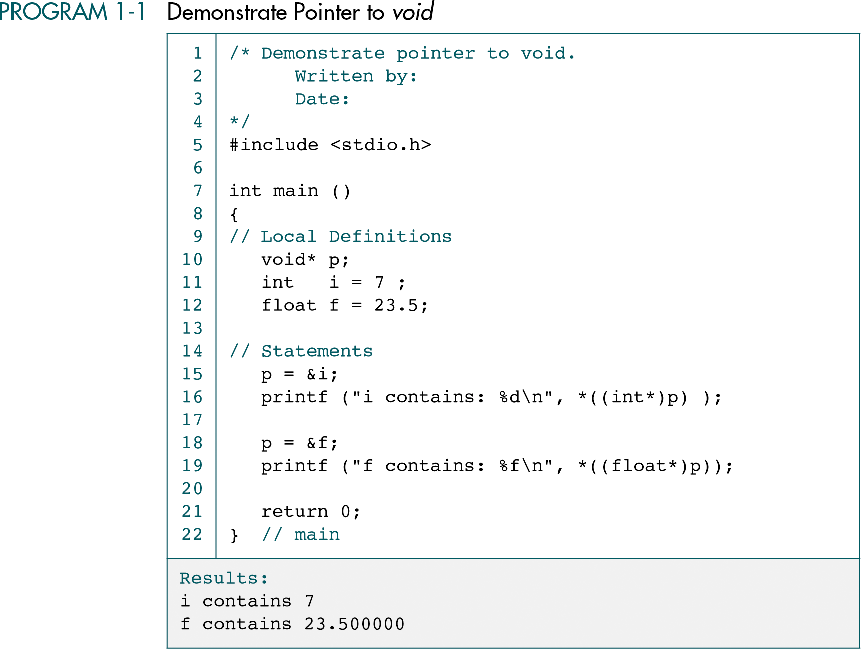 PROGRAM 1-1 Demonstrate Pointer to void
1 /* Demonstrate pointer to void.
2 Written by:
3 Date:
4 */
5 #include <stdio.h>
6
7 int main ()
8 {
9 // Local Definitions
10 void* p;
11 int i = 7 ;
12 float f = 23.5;
13
14 // Statements
15 p = &i;
16 printf ("i contains: %d\n", *((int*)p) );
17
18 p = &f;
19 printf ("f contains: %f\n", *((float*)p));
20
21 return 0;
22 } // main
Results:
i contains 7
f contains 23.500000